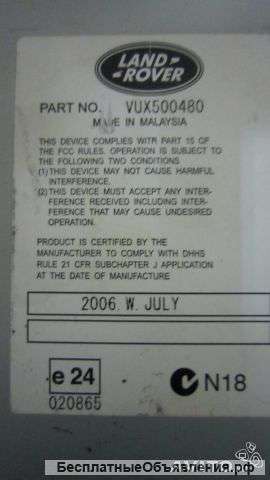 LAND
ROVER
PART NO. VUX500480
MADE IN MALAYSIA
THIS DEVICE COMPLIES WITH PART 15 OF
THE FCC RULES. OPERATION IS SUBJECT TO
THE FOLLOWING TWO CONDITIONS
(1) THIS DEVICE MAY NOT CAUSE HARMFUL
INTERFERENCE.
(2) THIS DEVICE MUST ACCEPT ANY INTER-
FERENCE RECEIVED INCLUDING INTER-
FERENCE THAT MAY CAUSE UNDESIRED
OPERATION.
PRODUCT IS CERTIFIED BY THE
MANUFACTURER TO COMPLY WITH DHHS
RULE 21 CFR SUBCHAPTER J APPLICATION
AT THE DATE OF MANUFACTURE
2006. W. JULY
e 24
N18
020865
БесплатныеОбъявления.рф